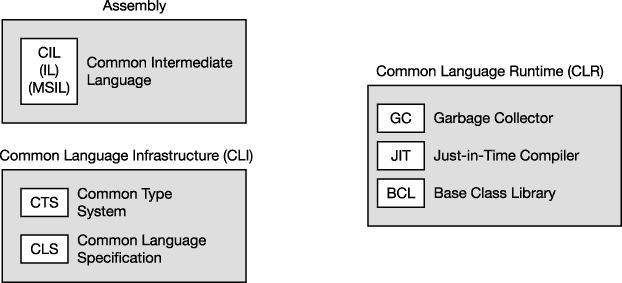 Assembly
CIL
(IL)
(MSIL)
Common Intermediate
Language
Common Language Infrastructure (CLI)
CTS
Common Type
System
CLS
Common Language
Specification
Common Language Runtime (CLR)
GC
Garbage Collector
JIT
Just-in-Time Compiler
BCL
Base Class Library